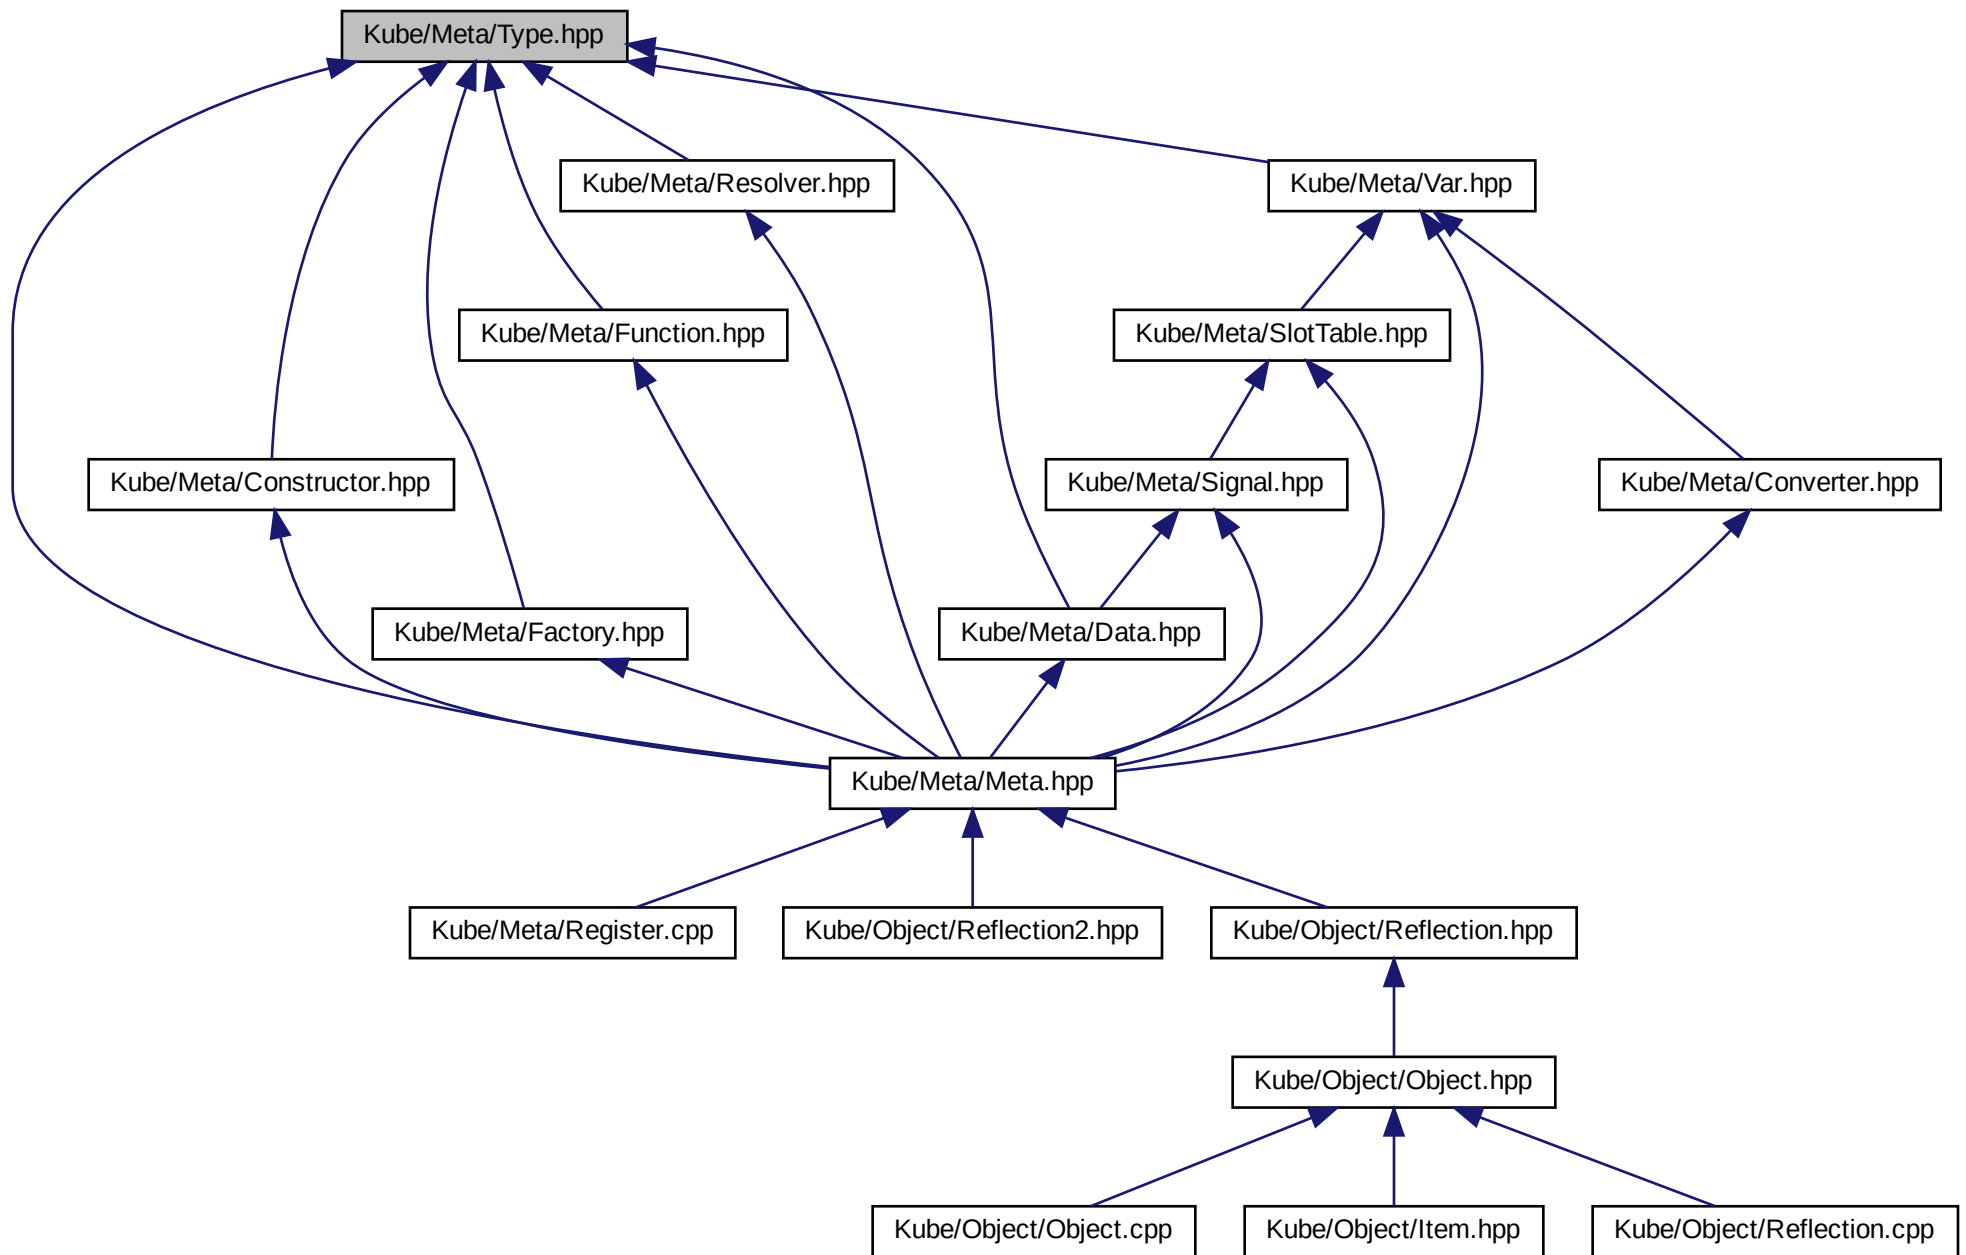 Kube/Meta/Type.hpp
Kube/Meta/Resolver.hpp
Kube/Meta/Var.hpp
Kube/Meta/Function.hpp
Kube/Meta/SlotTable.hpp
Kube/Meta/Constructor.hpp
Kube/Meta/Signal.hpp
Kube/Meta/Converter.hpp
Kube/Meta/Factory.hpp
Kube/Meta/Data.hpp
Kube/Meta/Meta.hpp
Kube/Meta/Register.cpp
Kube/Object/Reflection2.hpp
Kube/Object/Reflection.hpp
Kube/Object/Object.hpp
Kube/Object/Object.cpp
Kube/Object/Item.hpp
Kube/Object/Reflection.cpp